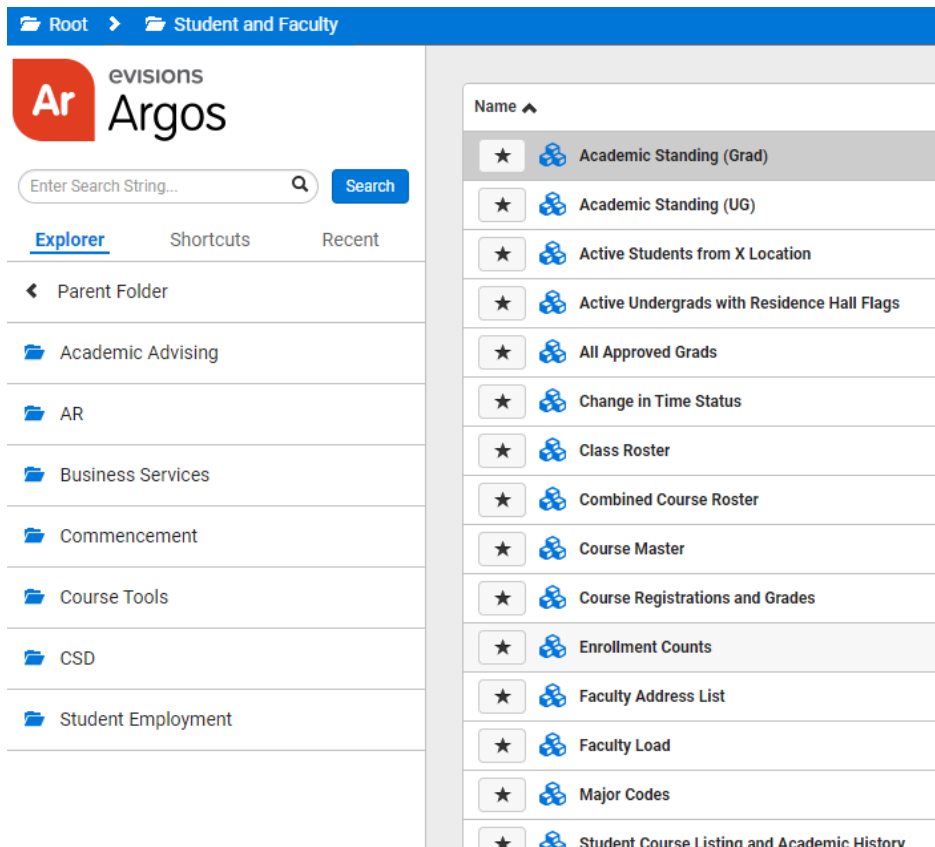 Root
Student and Faculty
Ar
evisions
Argos
Enter Search String...
Search
Explorer
Shortcuts
Recent
Parent Folder
Academic Advising
AR
Business Services
Commencement
Course Tools
CSD
Student Employment
Name
Academic Standing (Grad)
Academic Standing (UG)
Active Students from X Location
Active Undergrads with Residence Hall Flags
All Approved Grads
Change in Time Status
Class Roster
Combined Course Roster
Course Master
Course Registrations and Grades
Enrollment Counts
Faculty Address List
Faculty Load
Major Codes
Student Course Listing and Academic History